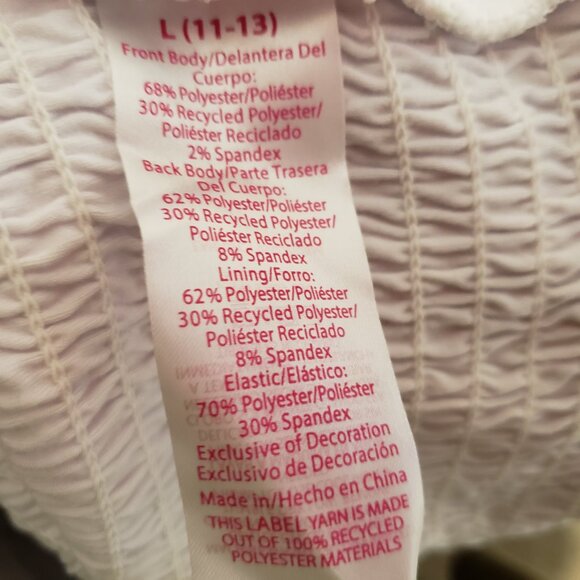 L (11-13)
Front Body/Delantera Del
Cuerpo:
68% Polyester/Poliéster
30% Recycled Polyester/
Poliéster Reciclado
2% Spandex
Back Body/Parte Trasera
Del Cuerpo:
62% Polyester/Poliéster
30% Recycled Polyester/
Poliéster Reciclado
8% Spandex
Lining/Forro:
62% Polyester/Poliéster
30% Recycled Polyester/
Poliéster Reciclado
8% Spandex
Elastic/Elástico:
70% Polyester/Poliéster
30% Spandex
Exclusive of Decoration
Exclusivo de Decoración
Made in/Hecho en China
THIS LABEL YARN IS MADE
OUT OF 100% RECYCLED
POLYESTER MATERIALS